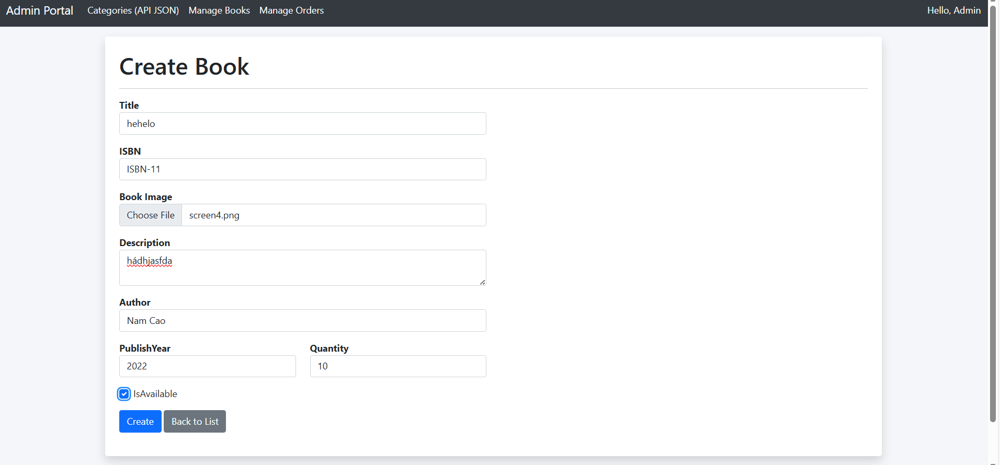 Admin Portal Categories (API JSON) Manage Books Manage Orders Hello, Admin
Create Book
Title
hehelo
ISBN
ISBN-11
Book Image
Choose File screen4.png
Description
hádhjasfda
Author
Nam Cao
PublishYear Quantity
2022 10
IsAvailable
Create Back to List